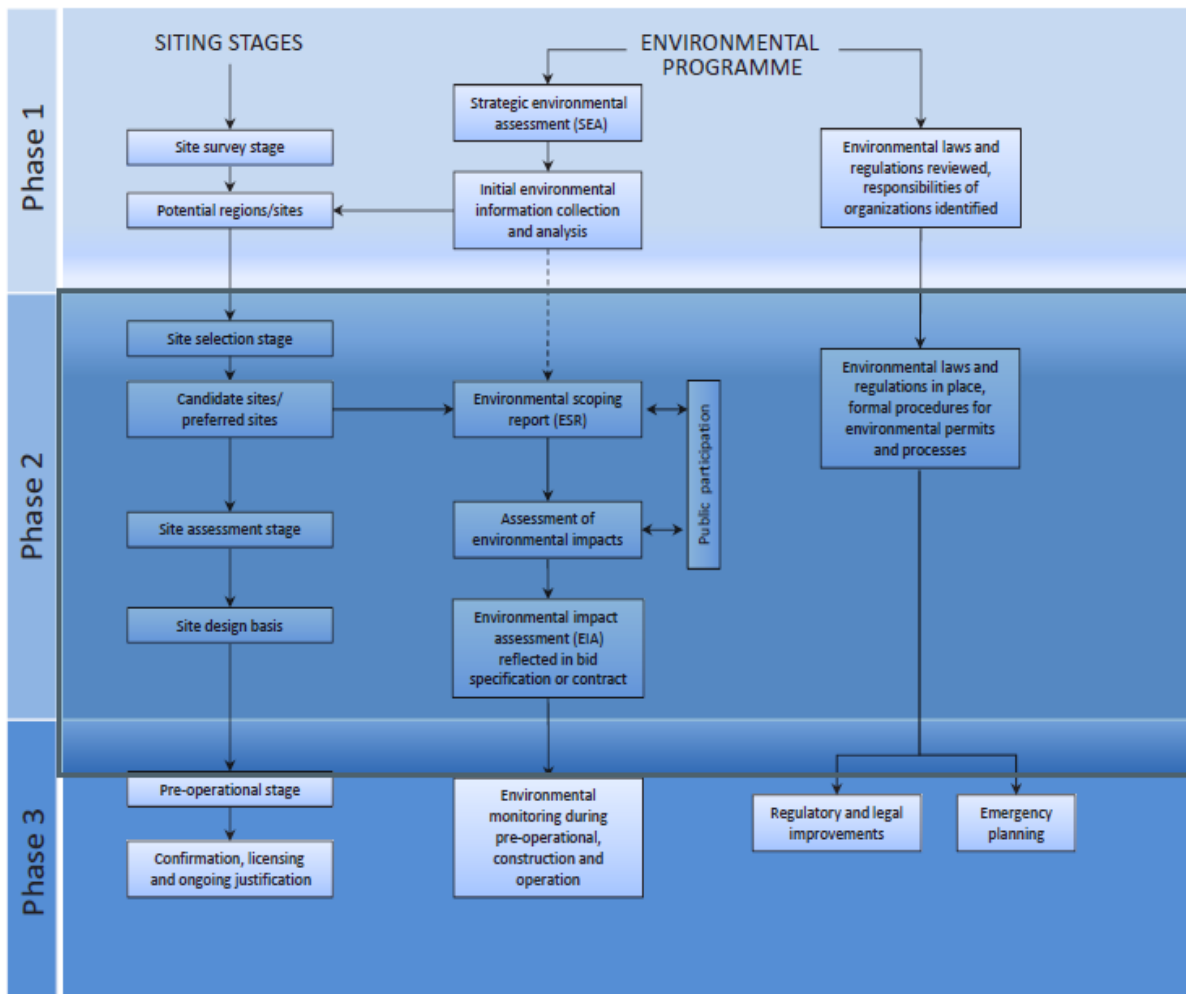 SITING STAGES
ENVIRONMENTAL
PROGRAMME
Phase 1
Strategic environmental
assessment (SEA)
Site survey stage
Environmental laws and
regulations reviewed,
responsibilities of
organizations identified
Initial environmental
information collection
and analysis
Potential regions/sites
Phase 2
Site selection stage
Candidate sites/
preferred sites
Environmental scoping
report (ESR)
Public participation
Environmental laws and
regulations in place,
formal procedures for
environmental permits
and processes
Site assessment stage
Assessment of
environmental impacts
Site design basis
Environmental impact
assessment (EIA)
reflected in bid
specification or contract
Phase 3
Pre-operational stage
Environmental
monitoring during
pre-operational,
construction and
operation
Regulatory and legal
improvements
Emergency
planning
Confirmation, licensing
and ongoing justification